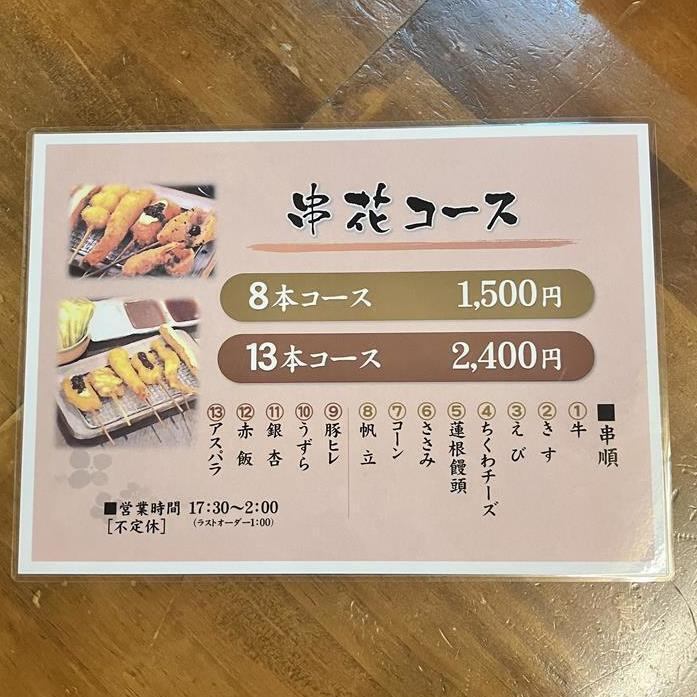 串花コース
8本コース 1,500円
13本コース 2,400円
■串順
①牛
②きす
③えび
④ちくわチーズ
⑤蓮根饅頭
⑥ささみ
⑦コーン
⑧帆立
⑨豚ヒレ
⑩うずら
⑪銀杏
⑫赤飯
⑬アスパラ
■営業時間 17:30〜2:00
[不定休] (ラストオーダー1:00)